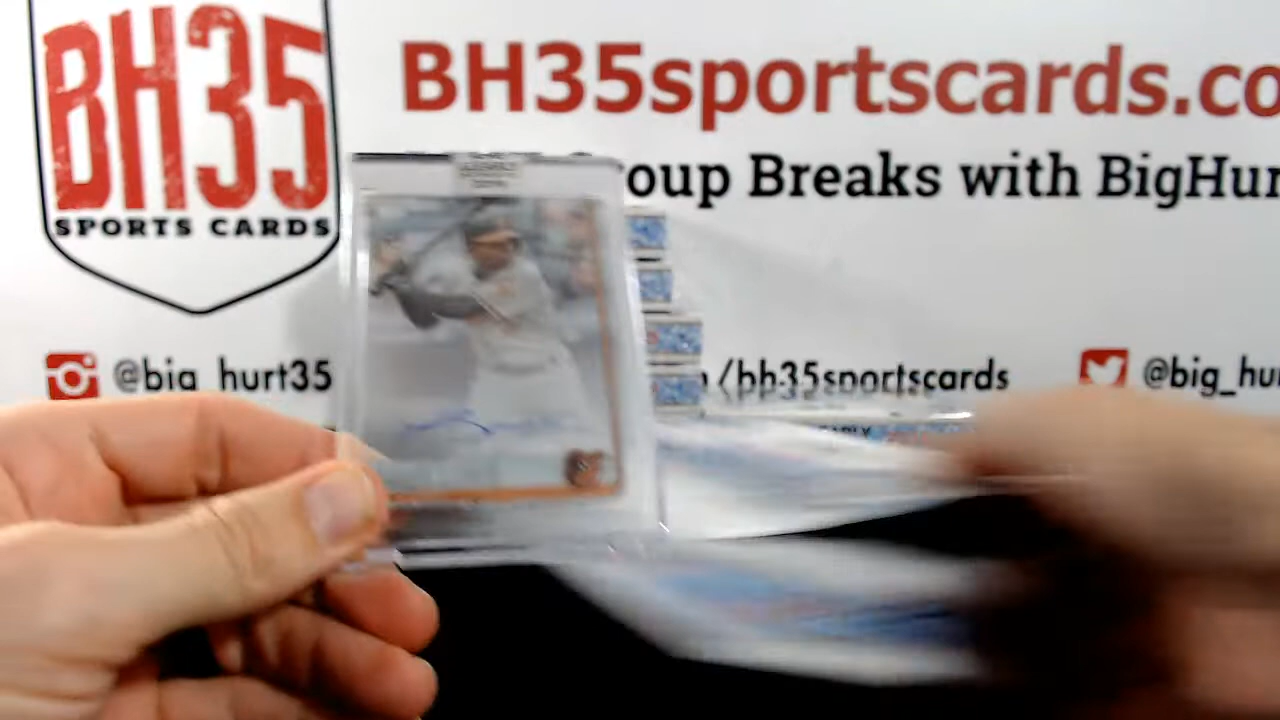 BH35
SPORTS CARDS
BH35sportscards.co
oup Breaks with BigHur
@big_hurt35
/bh35sportscards
@big_hu